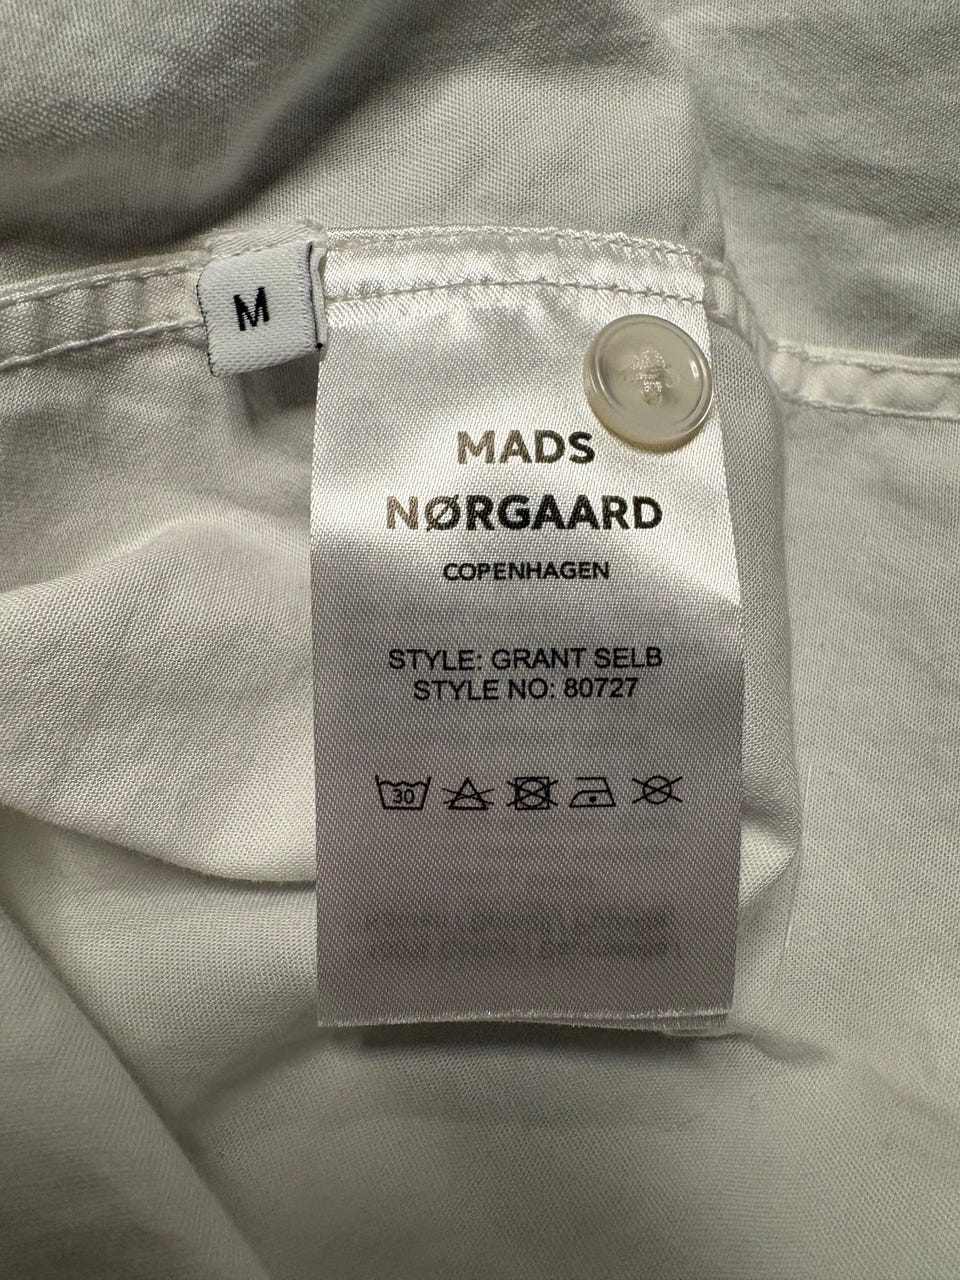 M
MADS
NØRGAARD
COPENHAGEN
STYLE: GRANT SELB
STYLE NO: 80727
30